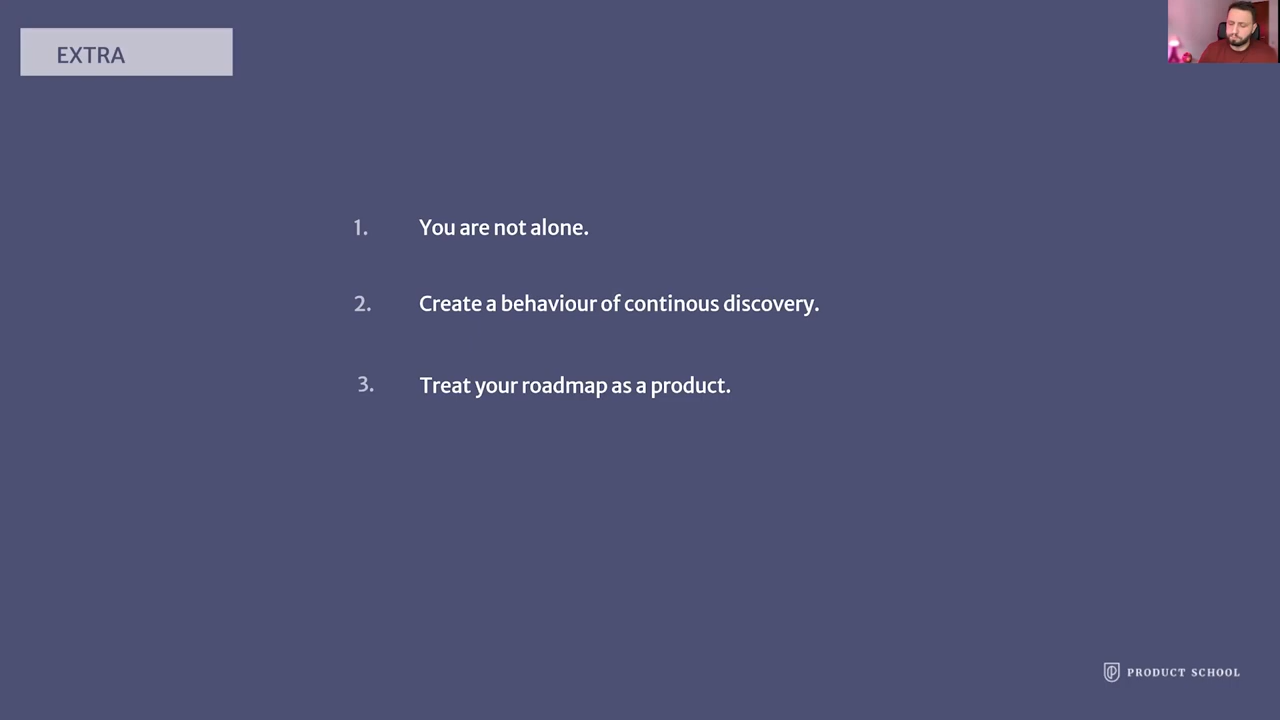 EXTRA
1. You are not alone.
2. Create a behaviour of continous discovery.
3. Treat your roadmap as a product.
PRODUCT SCHOOL